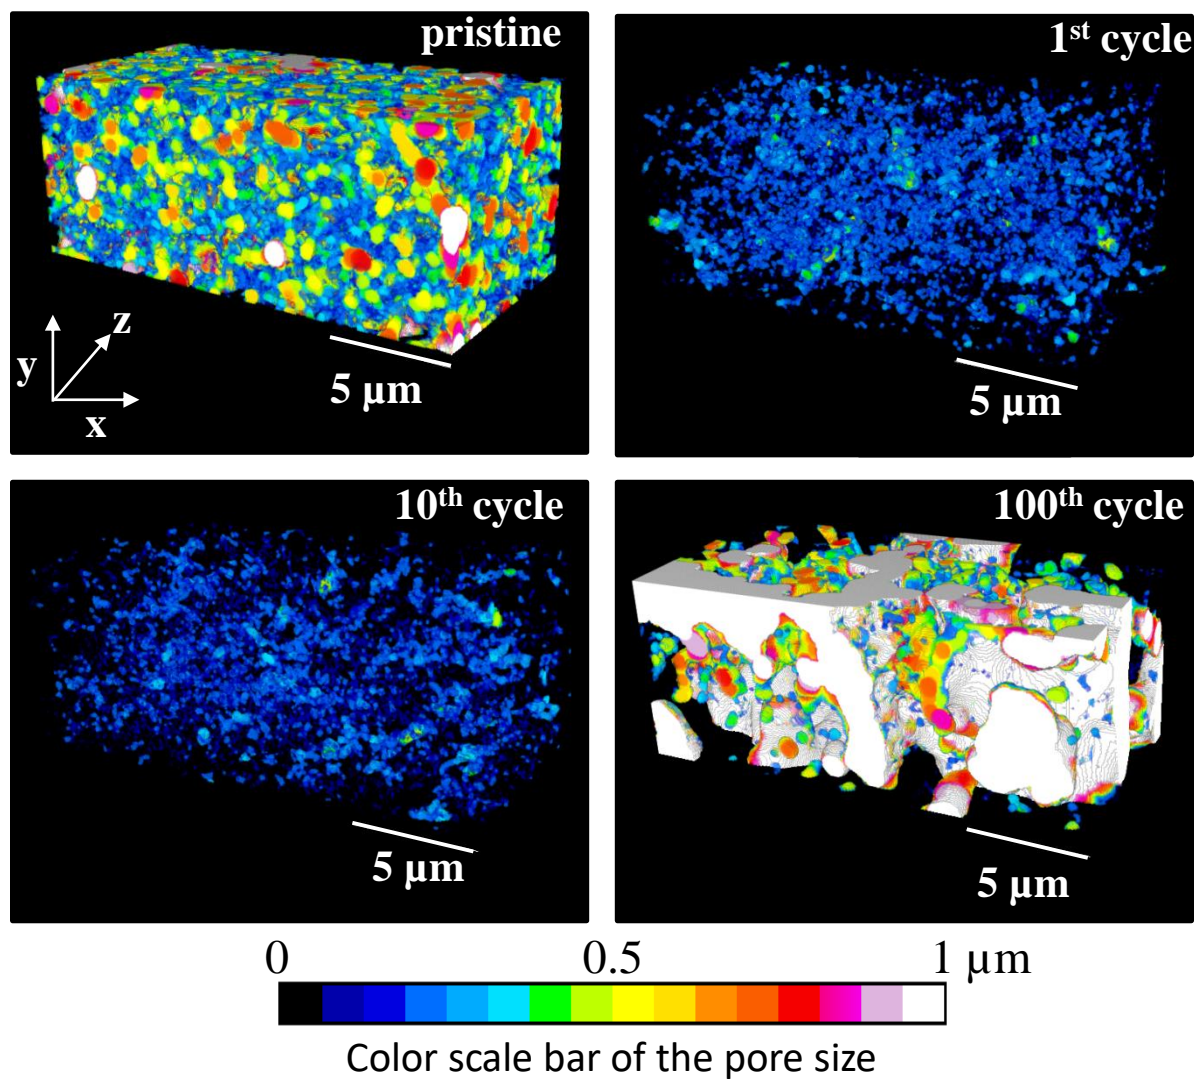 pristine
1st cycle
y
z
x
5 μm
5 μm
10th cycle
100th cycle
5 μm
5 μm
0
0.5
1 μm
Color scale bar of the pore size